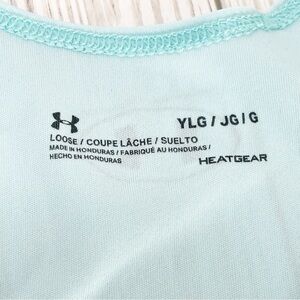 YLG / JG / G
LOOSE / COUPE LÂCHE / SUELTO
MADE IN HONDURAS / FABRIQUÉ AU HONDURAS /
HECHO EN HONDURAS
HEATGEAR